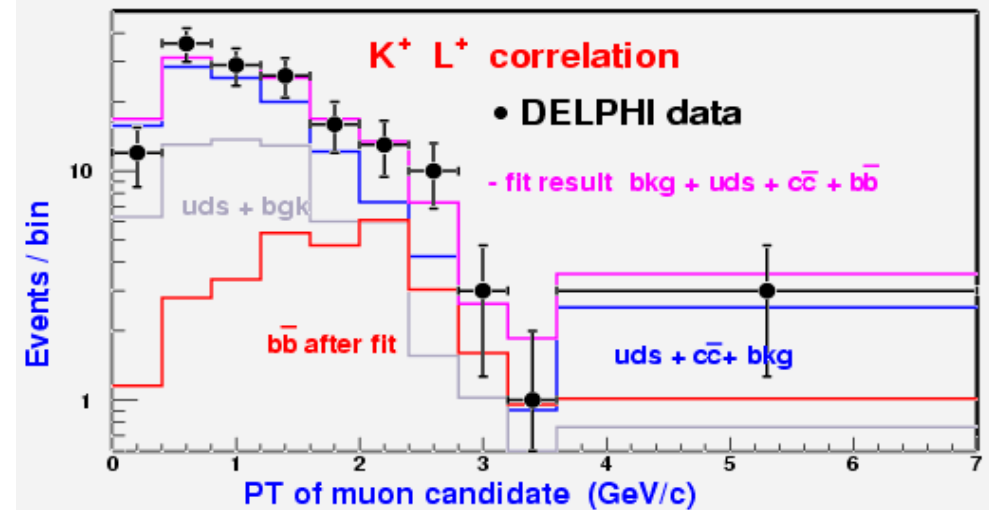 K⁺ L⁺ correlation
• DELPHI data
- fit result bkg + uds + cc̅ + bb̅
uds + bgk
bb̅ after fit
uds + cc̅+ bkg
Events / bin
10
1
0 1 2 3 4 5 6 7
PT of muon candidate (GeV/c)